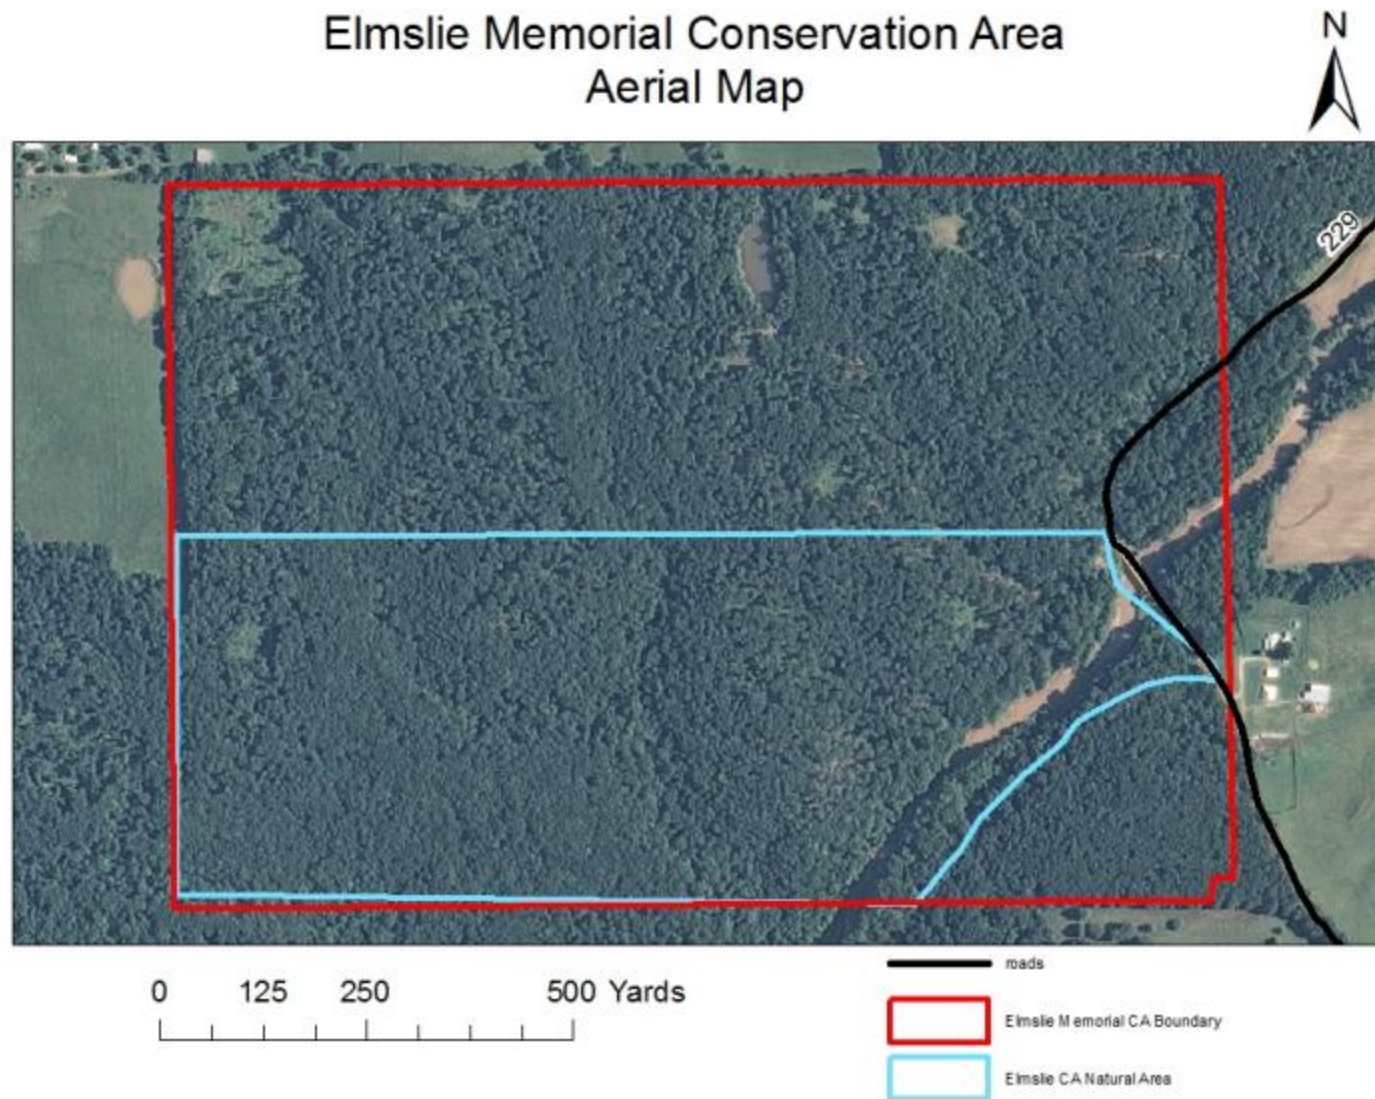 Elmslie Memorial Conservation Area
Aerial Map
N
229
0 125 250 500 Yards
roads
Elmslie Memorial CA Boundary
Elmslie CA Natural Area